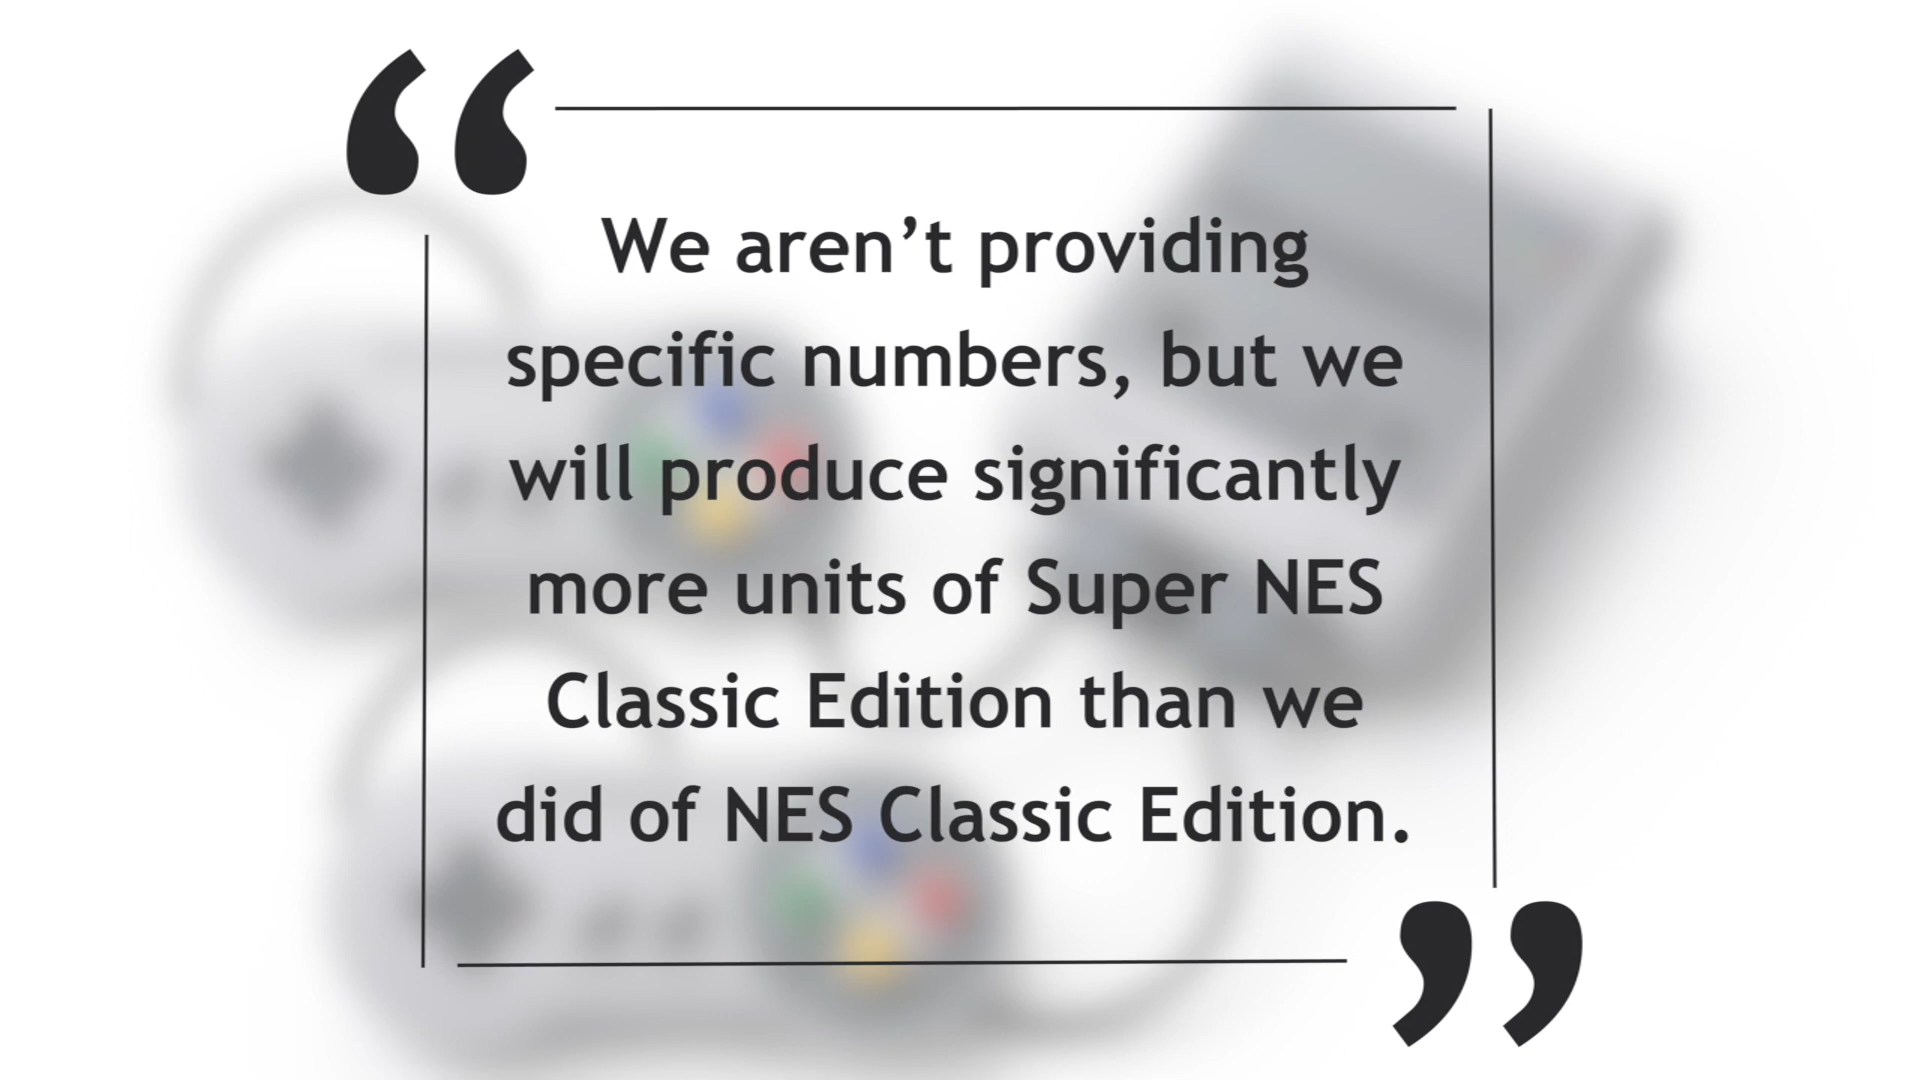 “
We aren’t providing
specific numbers, but we
will produce significantly
more units of Super NES
Classic Edition than we
did of NES Classic Edition.
”